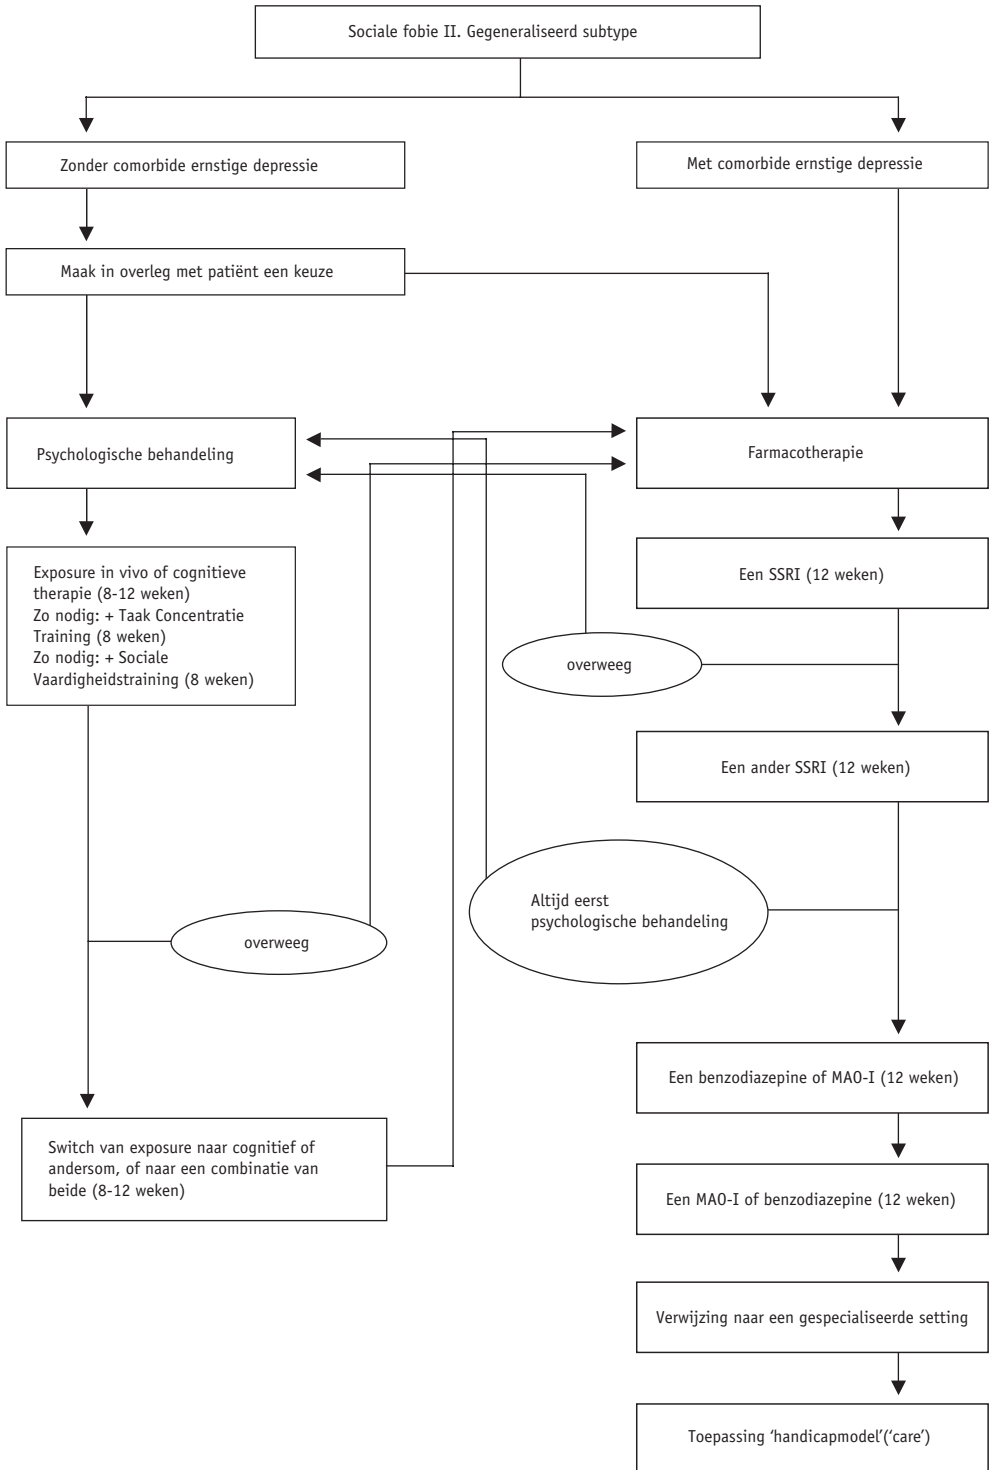 Sociale fobie II. Gegeneraliseerd subtype
Zonder comorbide ernstige depressie
Met comorbide ernstige depressie
Maak in overleg met patiënt een keuze
Psychologische behandeling
Farmacotherapie
Exposure in vivo of cognitieve
therapie (8-12 weken)
Zo nodig: + Taak Concentratie
Training (8 weken)
Zo nodig: + Sociale
Vaardigheidstraining (8 weken)
Een SSRI (12 weken)
overweeg
Een ander SSRI (12 weken)
Altijd eerst
psychologische behandeling
overweeg
Een benzodiazepine of MAO-I (12 weken)
Switch van exposure naar cognitief of
andersom, of naar een combinatie van
beide (8-12 weken)
Een MAO-I of benzodiazepine (12 weken)
Verwijzing naar een gespecialiseerde setting
Toepassing ‘handicapmodel’(‘care’)